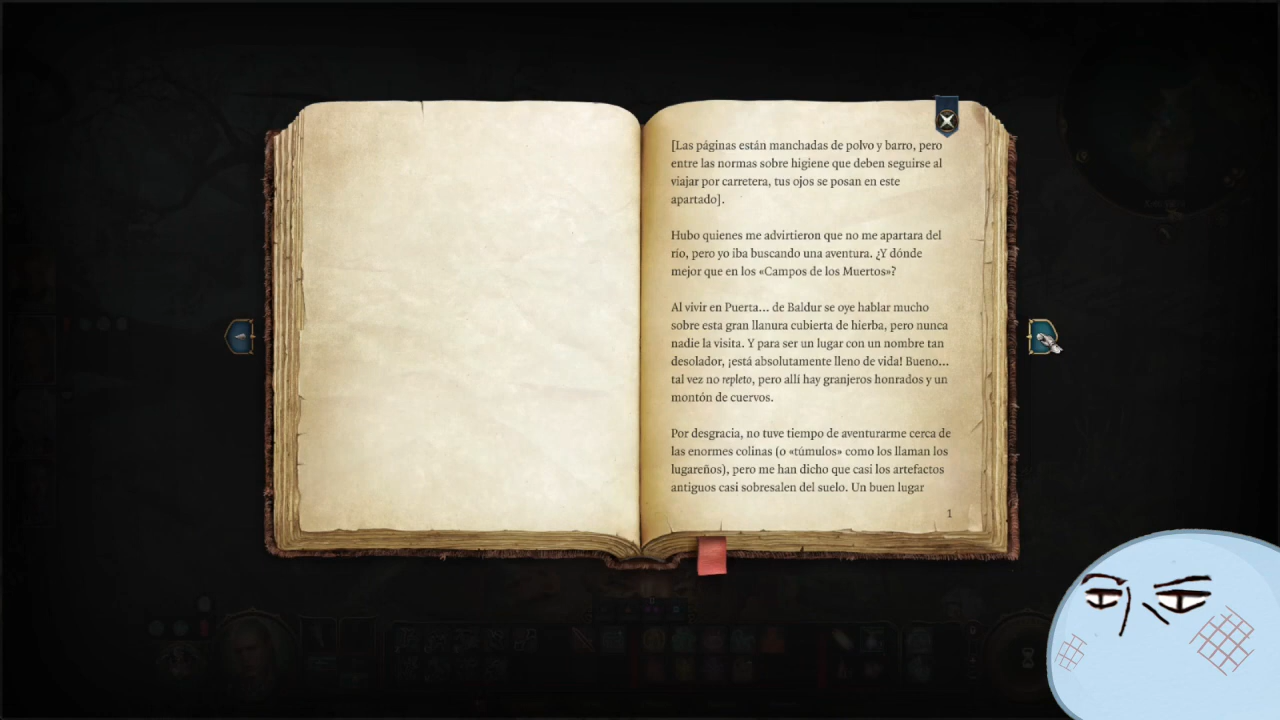 [Las páginas están manchadas de polvo y barro, pero
entre las normas sobre higiene que deben seguirse al
viajar por carretera, tus ojos se posan en este
apartado].
Hubo quienes me advirtieron que no me apartara del
río, pero yo iba buscando una aventura. ¿Y dónde
mejor que en los «Campos de los Muertos»?
Al vivir en Puerta... de Baldur se oye hablar mucho
sobre esta gran llanura cubierta de hierba, pero nunca
nadie la visita. Y para ser un lugar con un nombre tan
desolador, ¡está absolutamente lleno de vida! Bueno...
tal vez no repleto, pero allí hay granjeros honrados y un
montón de cuervos.
Por desgracia, no tuve tiempo de aventurarme cerca de
las enormes colinas (o «túmulos» como los llaman los
lugareños), pero me han dicho que casi los artefactos
antiguos casi sobresalen del suelo. Un buen lugar
1